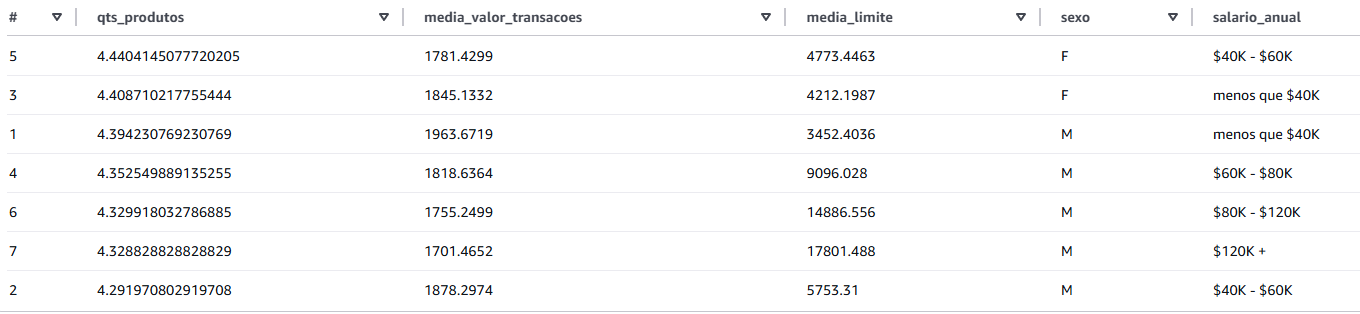 # qts_produtos media_valor_transacoes media_limite sexo salario_anual
5 4.4404145077720205 1781.4299 4773.4463 F $40K - $60K
3 4.408710217755444 1845.1332 4212.1987 F menos que $40K
1 4.394230769230769 1963.6719 3452.4036 M menos que $40K
4 4.352549889135255 1818.6364 9096.028 M $60K - $80K
6 4.329918032786885 1755.2499 14886.556 M $80K - $120K
7 4.328828828828829 1701.4652 17801.488 M $120K +
2 4.291970802919708 1878.2974 5753.31 M $40K - $60K